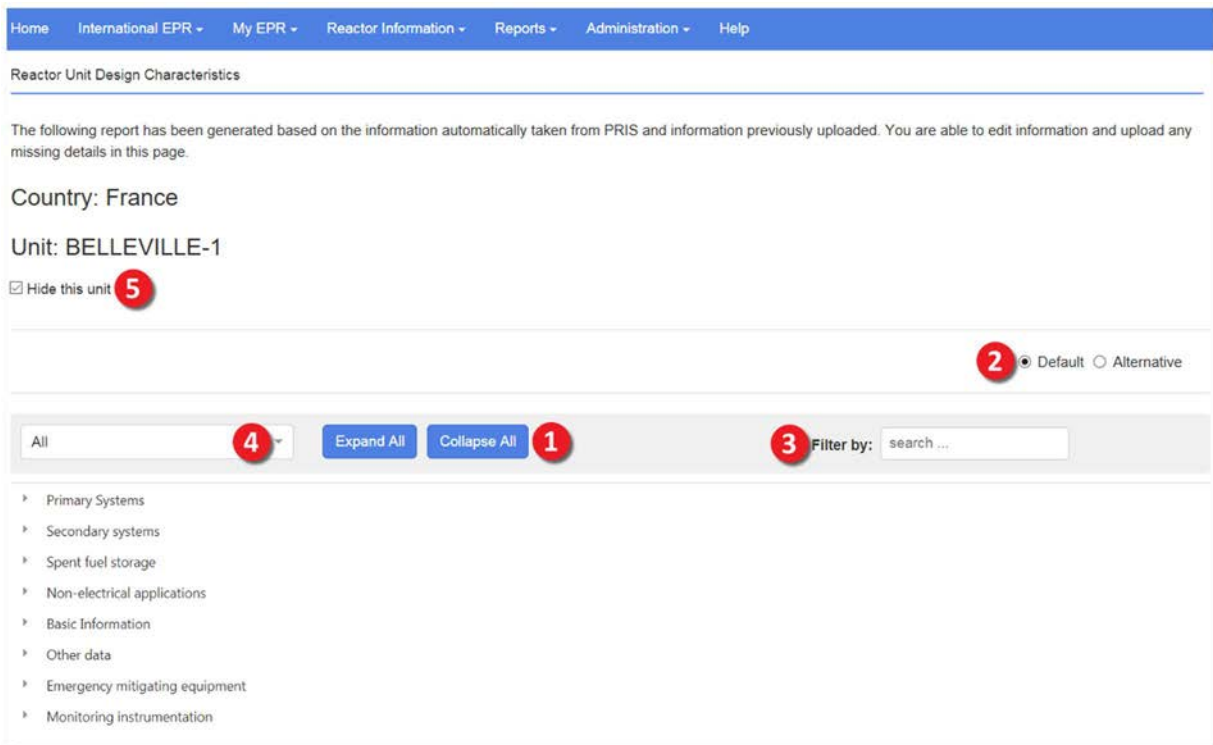 Home International EPR My EPR Reactor Information Reports Administration Help
Reactor Unit Design Characteristics
The following report has been generated based on the information automatically taken from PRIS and information previously uploaded. You are able to edit information and upload any
missing details in this page.
Country: France
Unit: BELLEVILLE-1
Hide this unit 5
2 Default Alternative
All 4 Expand All Collapse All 1 3 Filter by: search ...
Primary Systems
Secondary systems
Spent fuel storage
Non-electrical applications
Basic Information
Other data
Emergency mitigating equipment
Monitoring instrumentation